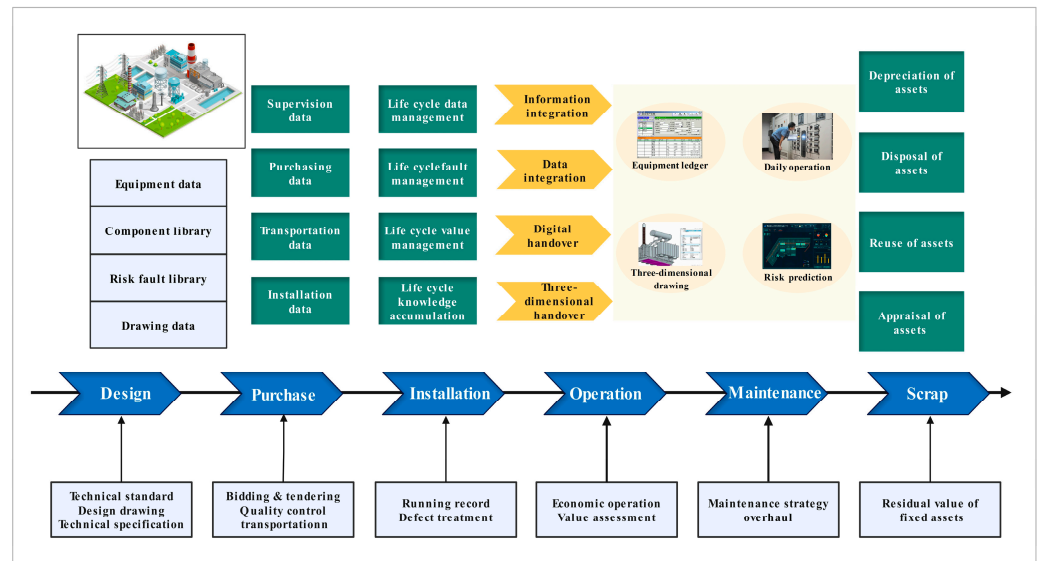 Equipment data
Component library
Risk fault library
Drawing data
Supervision
data
Purchasing
data
Transportation
data
Installation
data
Life cycle data
management
Life cyclefault
management
Life cycle value
management
Life cycle
knowledge
accumulation
Information
integration
Data
integration
Digital
handover
Three-
dimensional
handover
Equipment ledger
Daily operation
Three-dimensional
drawing
Risk prediction
Depreciation of
assets
Disposal of
assets
Reuse of assets
Appraisal of
assets
Design
Purchase
Installation
Operation
Maintenance
Scrap
Technical standard
Design drawing
Technical specification
Bidding & tendering
Quality control
transportationn
Running record
Defect treatment
Economic operation
Value assessment
Maintenance strategy
overhaul
Residual value of
fixed assets